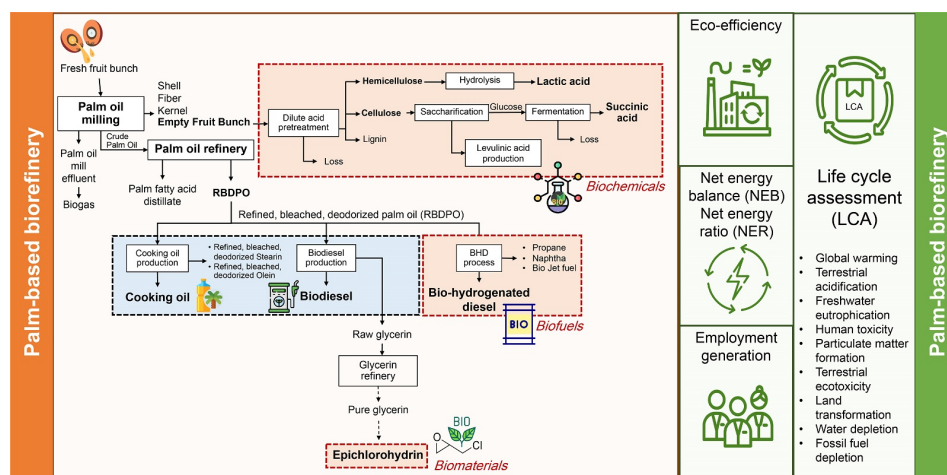 Palm-based biorefinery
Fresh fruit bunch
Palm oil
milling
Shell
Fiber
Kernel
Empty Fruit Bunch
Crude
Palm Oil
Palm oil
mill
effluent
Biogas
Palm oil refinery
Palm fatty acid
distillate
RBDPO
Dilute acid
pretreatment
Loss
Hemicellulose
Hydrolysis
Lactic acid
Cellulose
Saccharification
Glucose
Fermentation
Succinic
acid
Lignin
Levulinic acid
production
Loss
Biochemicals
BIO
Refined, bleached, deodorized palm oil (RBDPO)
Cooking oil
production
• Refined, bleached,
deodorized Stearin
• Refined, bleached,
deodorized Olein
Cooking oil
Biodiesel
production
Biodiesel
BHD
process
• Propane
• Naphtha
• Bio Jet fuel
Bio-hydrogenated
diesel
BIO
Biofuels
Raw glycerin
Glycerin
refinery
Pure glycerin
Epichlorohydrin
BIO
O
Cl
Biomaterials
Eco-efficiency
Net energy
balance (NEB)
Net energy
ratio (NER)
Employment
generation
LCA
Life cycle
assessment
(LCA)
• Global warming
• Terrestrial
acidification
• Freshwater
eutrophication
• Human toxicity
• Particulate matter
formation
• Terrestrial
ecotoxicity
• Land
transformation
• Water depletion
• Fossil fuel
depletion
Palm-based biorefinery